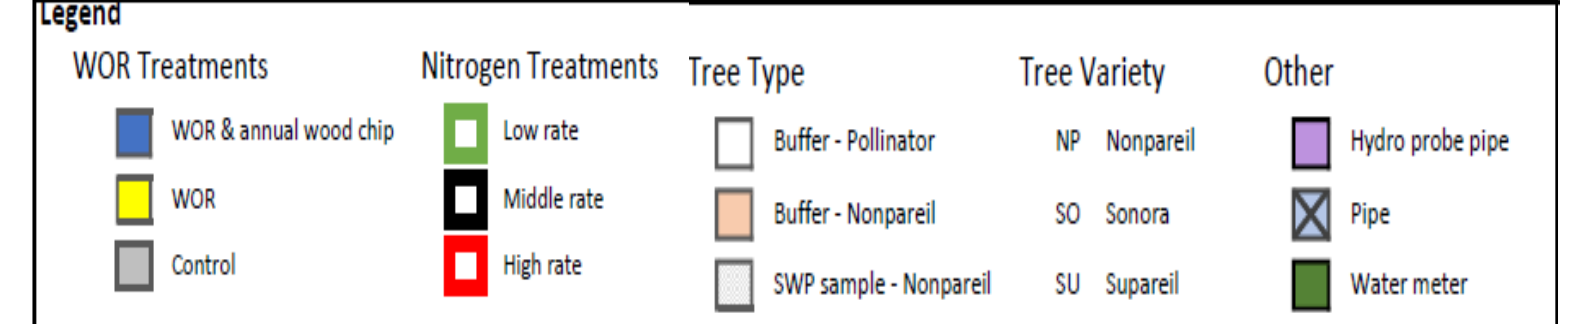 Legend
WOR Treatments
WOR & annual wood chip
WOR
Control
Nitrogen Treatments
Low rate
Middle rate
High rate
Tree Type
Buffer - Pollinator
Buffer - Nonpareil
SWP sample - Nonpareil
Tree Variety
NP Nonpareil
SO Sonora
SU Supareil
Other
Hydro probe pipe
Pipe
Water meter